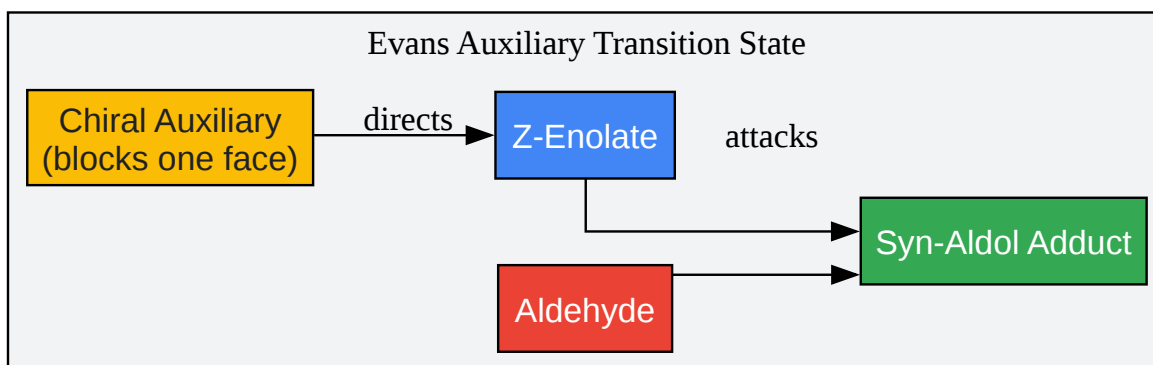 Evans Auxiliary Transition State
Chiral Auxiliary
(blocks one face)
directs
Z-Enolate
attacks
Syn-Aldol Adduct
Aldehyde